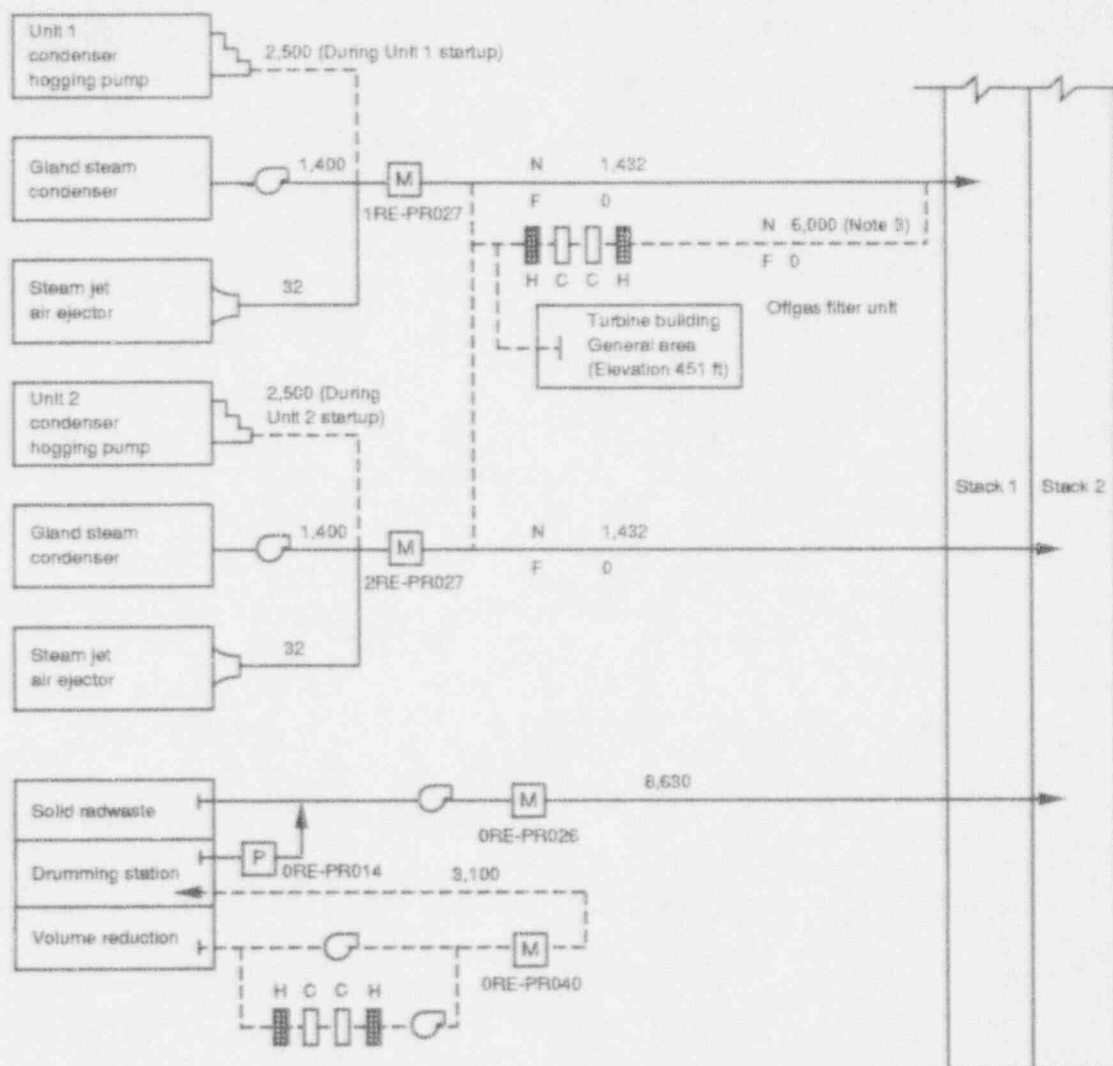 Unit 1
condenser
hogging pump
2,500 (During Unit 1 startup)
Gland steam
condenser
1,400
M
1RE-PR027
N 1,432
F 0
N 6,000 (Note 3)
F 0
H C C H
Offgas filter unit
Turbine building
General area
(Elevation 451 ft)
Steam jet
air ejector
32
Unit 2
condenser
hogging pump
2,500 (During
Unit 2 startup)
Stack 1
Stack 2
Gland steam
condenser
1,400
M
2RE-PR027
N 1,432
F 0
Steam jet
air ejector
32
Solid radwaste
M
0RE-PR026
8,630
Drumming station
P
0RE-PR014
3,100
Volume reduction
M
0RE-PR040
H C C H